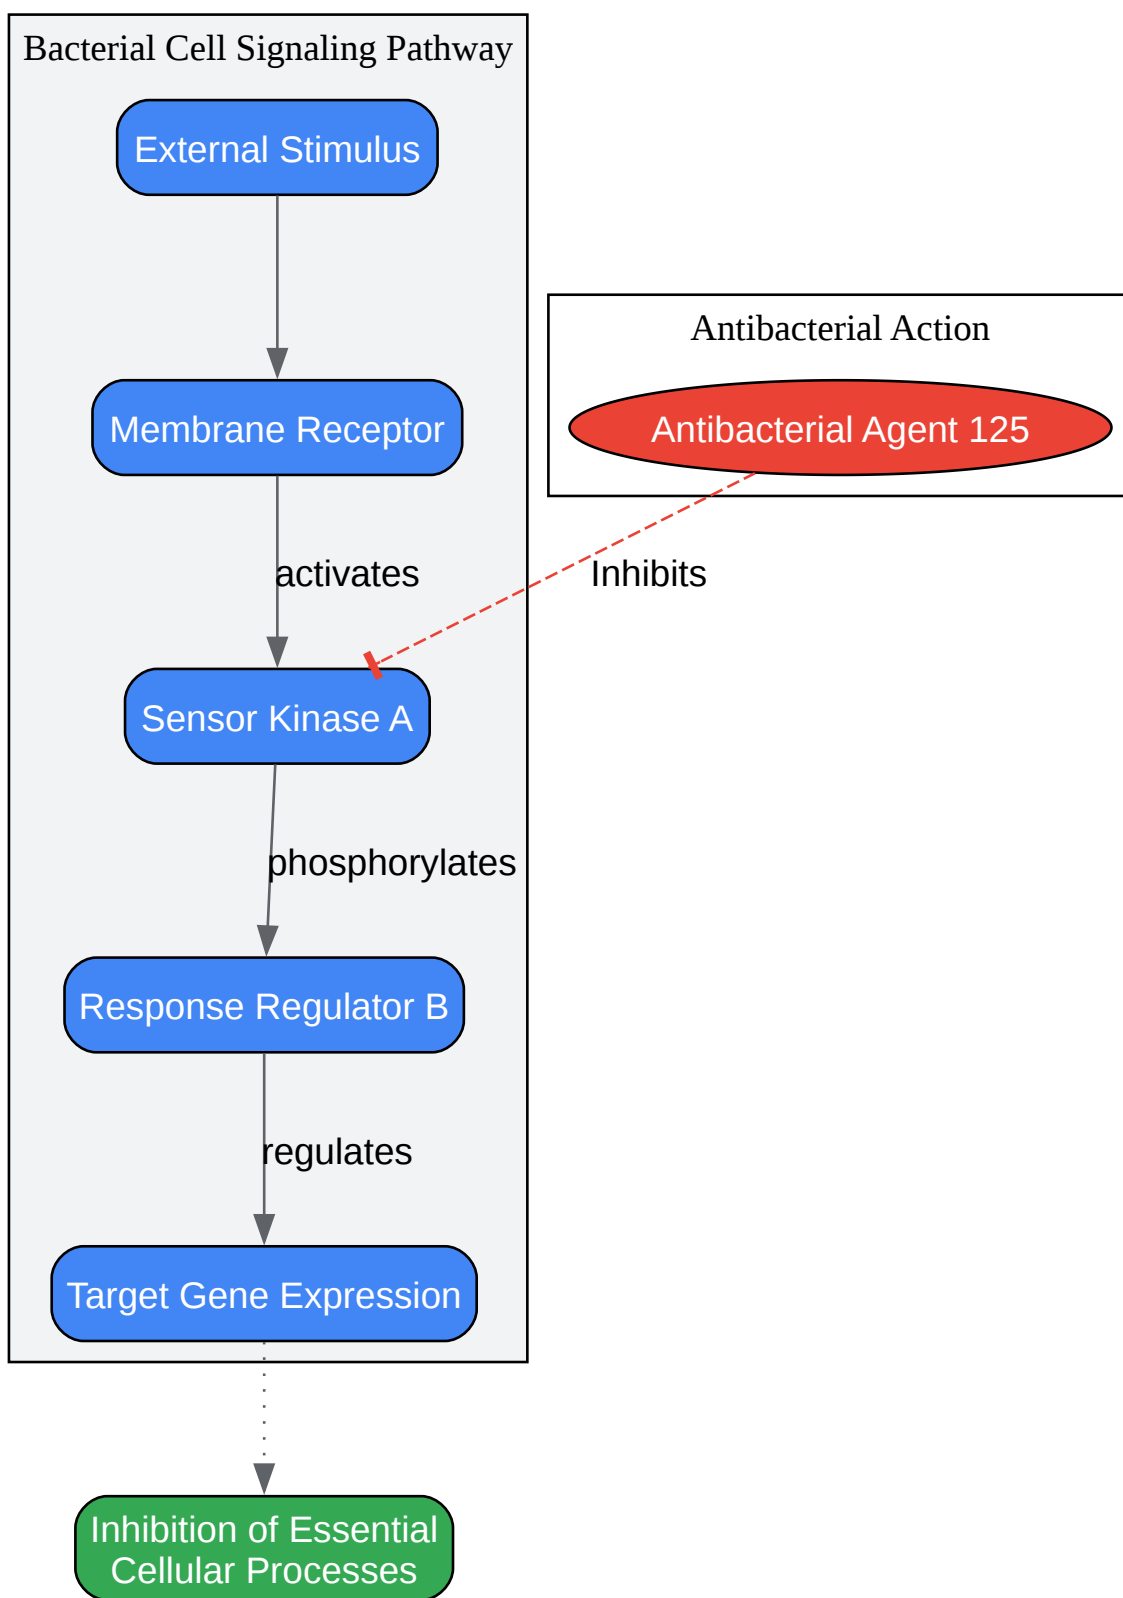 Bacterial Cell Signaling Pathway
External Stimulus
Antibacterial Action
Membrane Receptor
Antibacterial Agent 125
activates
Inhibits
Sensor Kinase A
phosphorylates
Response Regulator B
regulates
Target Gene Expression
Inhibition of Essential
Cellular Processes